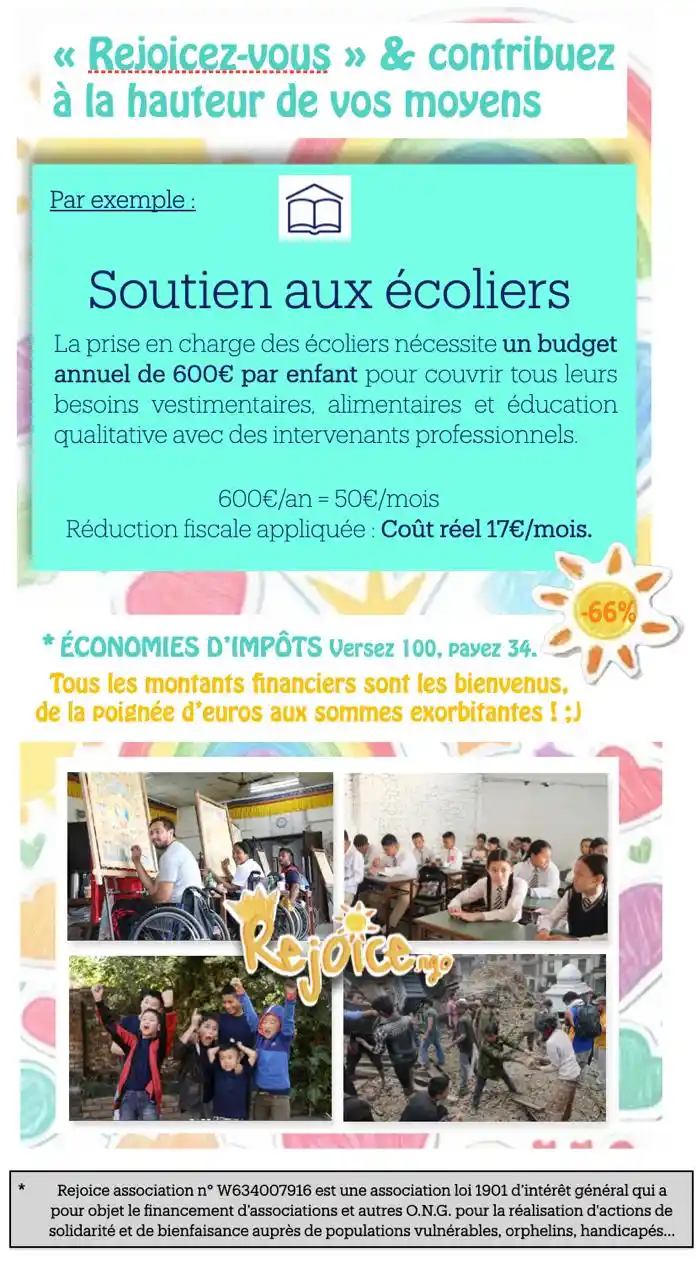 « Rejoicez-vous » & contribuez
à la hauteur de vos moyens
Par exemple :
Soutien aux écoliers
La prise en charge des écoliers nécessite un budget
annuel de 600€ par enfant pour couvrir tous leurs
besoins vestimentaires, alimentaires et éducation
qualitative avec des intervenants professionnels.
600€/an = 50€/mois
Réduction fiscale appliquée : Coût réel 17€/mois.
-66%
* ÉCONOMIES D'IMPÔTS Versez 100, payez 34.
Tous les montants financiers sont les bienvenus,
de la poignée d'euros aux sommes exorbitantes ! ;)
Rejoice.ngo
* Rejoice association n° W634007916 est une association loi 1901 d'intérêt général qui a
pour objet le financement d'associations et autres O.N.G. pour la réalisation d'actions de
solidarité et de bienfaisance auprès de populations vulnérables, orphelins, handicapés...